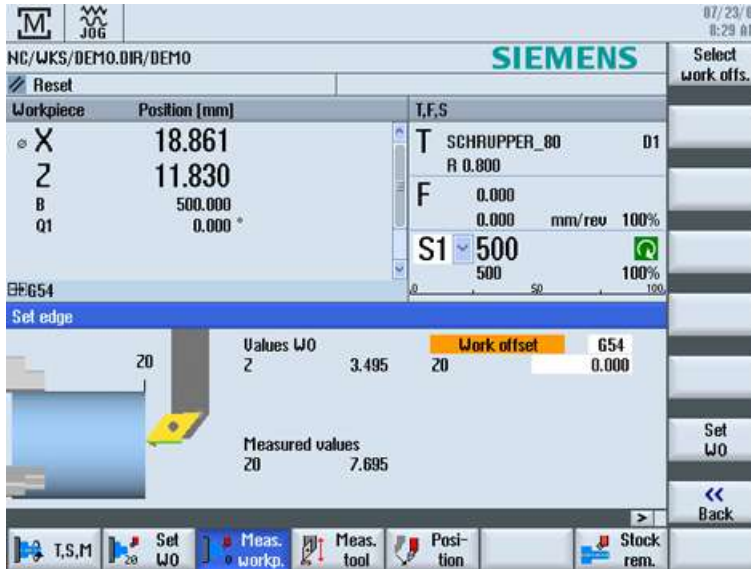 M JOG
07/23/0
8:29 A
NC/WKS/DEMO.DIR/DEMO
SIEMENS
Select work offs.
Reset
Workpiece Position [mm] T,F,S
⌀ X 18.861
Z 11.830
B 500.000
Q1 0.000 °
T SCHRUPPER_80 D1
R 0.800
F 0.000
0.000 mm/rev 100%
S1 500
500 100%
0 50 100
G54
Set edge
Z0
Values WO
Z 3.495
Work offset G54
Z0 0.000
Measured values
Z0 7.695
Set WO
<< Back
>
T,S,M
Set WO
Meas. workp.
Meas. tool
Posi-
tion
Stock rem.